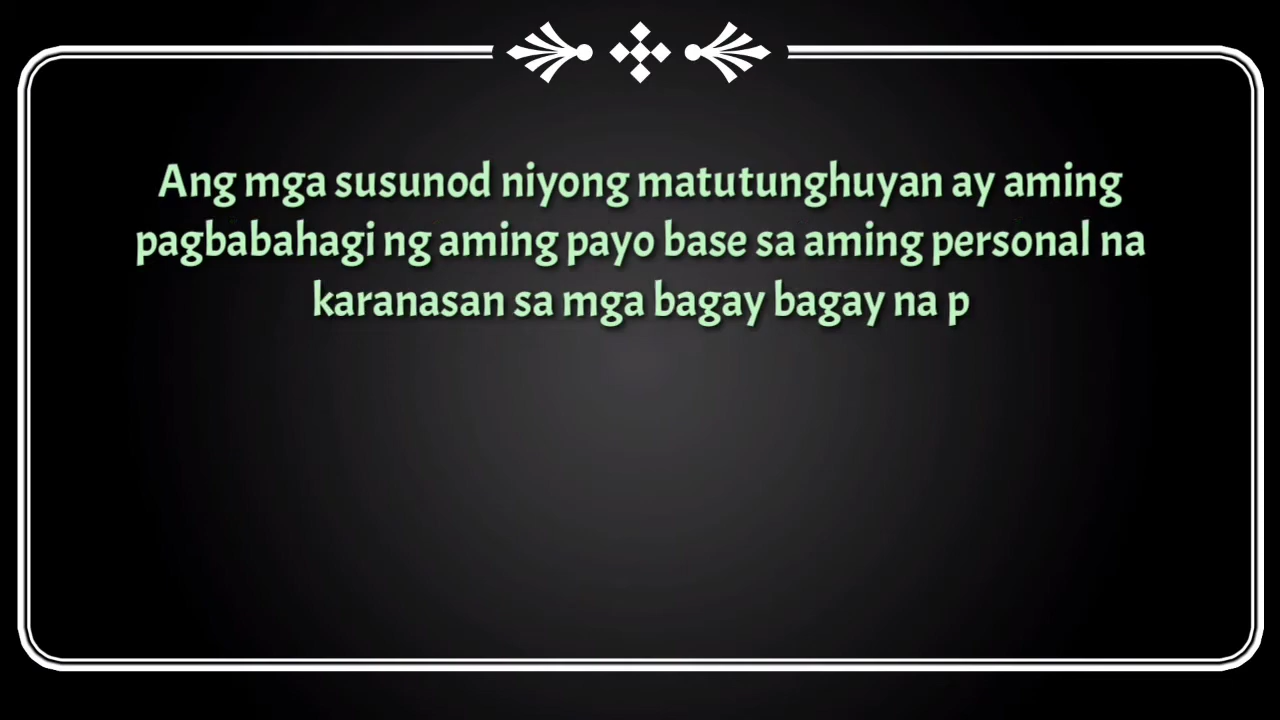 Ang mga susunod niyong matutunghuyan ay aming
pagbabahagi ng aming payo base sa aming personal na
karanasan sa mga bagay bagay na p